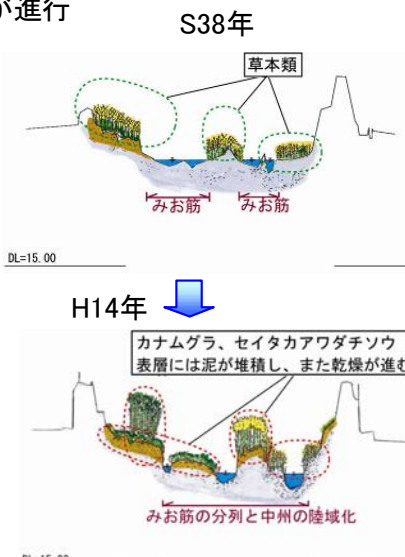 が進行
S38年
草本類
みお筋
みお筋
DL=15.00
H14年
カナムグラ、セイタカアワダチソウ
表層には泥が堆積し、また乾燥が進む
みお筋の分列と中州の陸域化